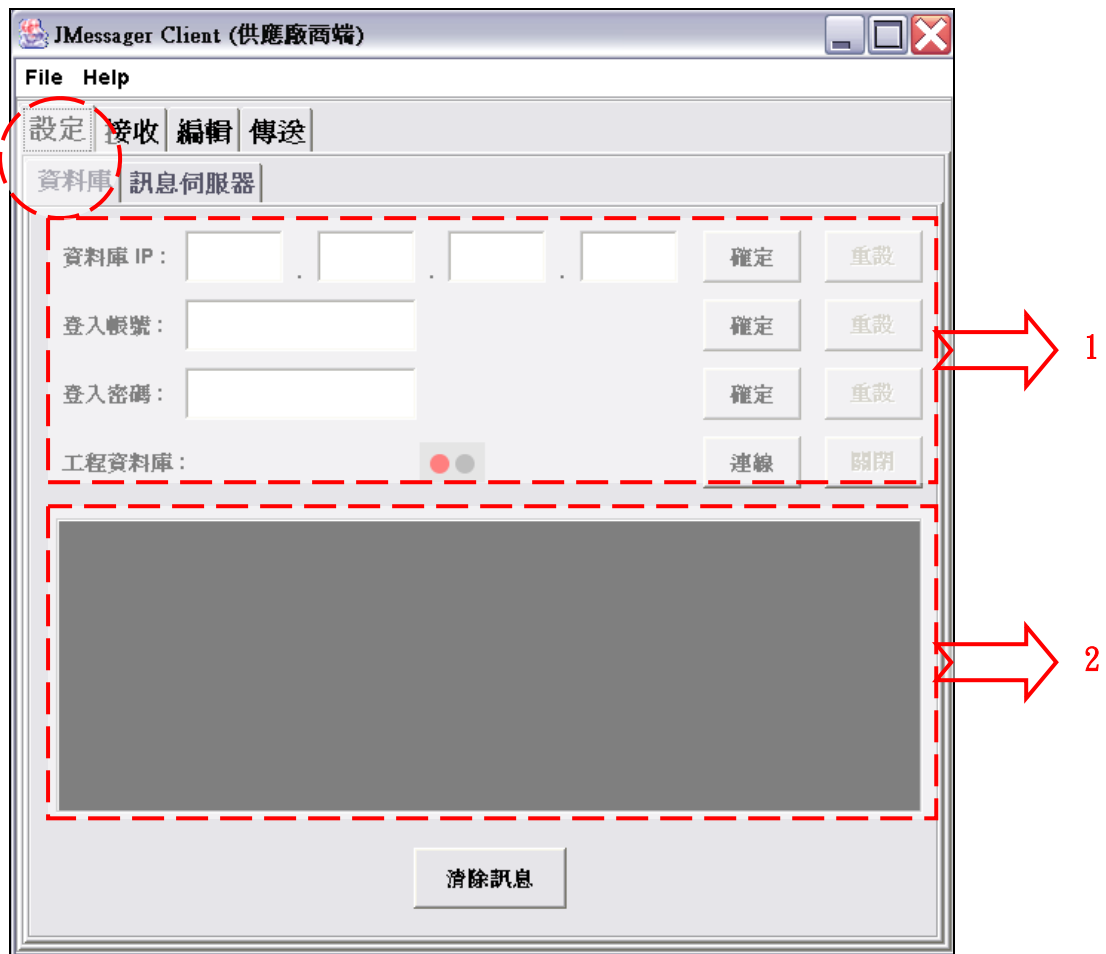 JMessager Client (供應廠商端)
File Help
設定 接收 編輯 傳送
資料庫 訊息伺服器
資料庫 IP： . . . 確定 重設
登入帳號： 確定 重設
登入密碼： 確定 重設
工程資料庫： 連線 關閉
1
2
清除訊息